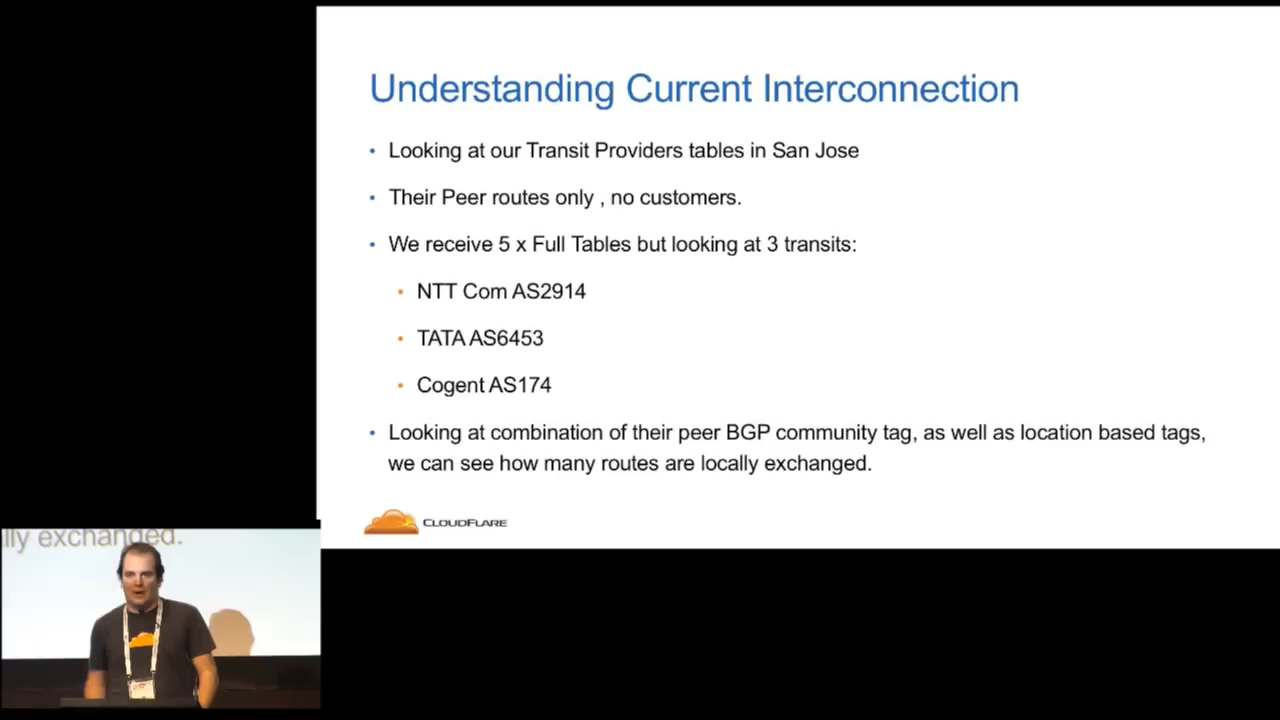 Understanding Current Interconnection
• Looking at our Transit Providers tables in San Jose
• Their Peer routes only , no customers.
• We receive 5 x Full Tables but looking at 3 transits:
• NTT Com AS2914
• TATA AS6453
• Cogent AS174
• Looking at combination of their peer BGP community tag, as well as location based tags,
we can see how many routes are locally exchanged.
CLOUDFLARE
lly exchanged.